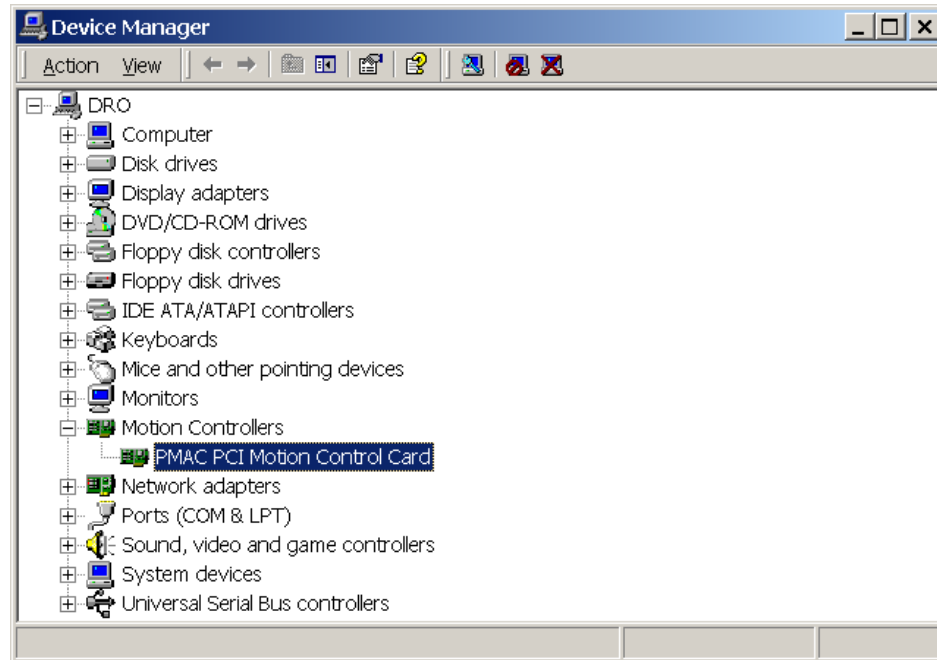 Device Manager
Action View
DRO
Computer
Disk drives
Display adapters
DVD/CD-ROM drives
Floppy disk controllers
Floppy disk drives
IDE ATA/ATAPI controllers
Keyboards
Mice and other pointing devices
Monitors
Motion Controllers
PMAC PCI Motion Control Card
Network adapters
Ports (COM & LPT)
Sound, video and game controllers
System devices
Universal Serial Bus controllers